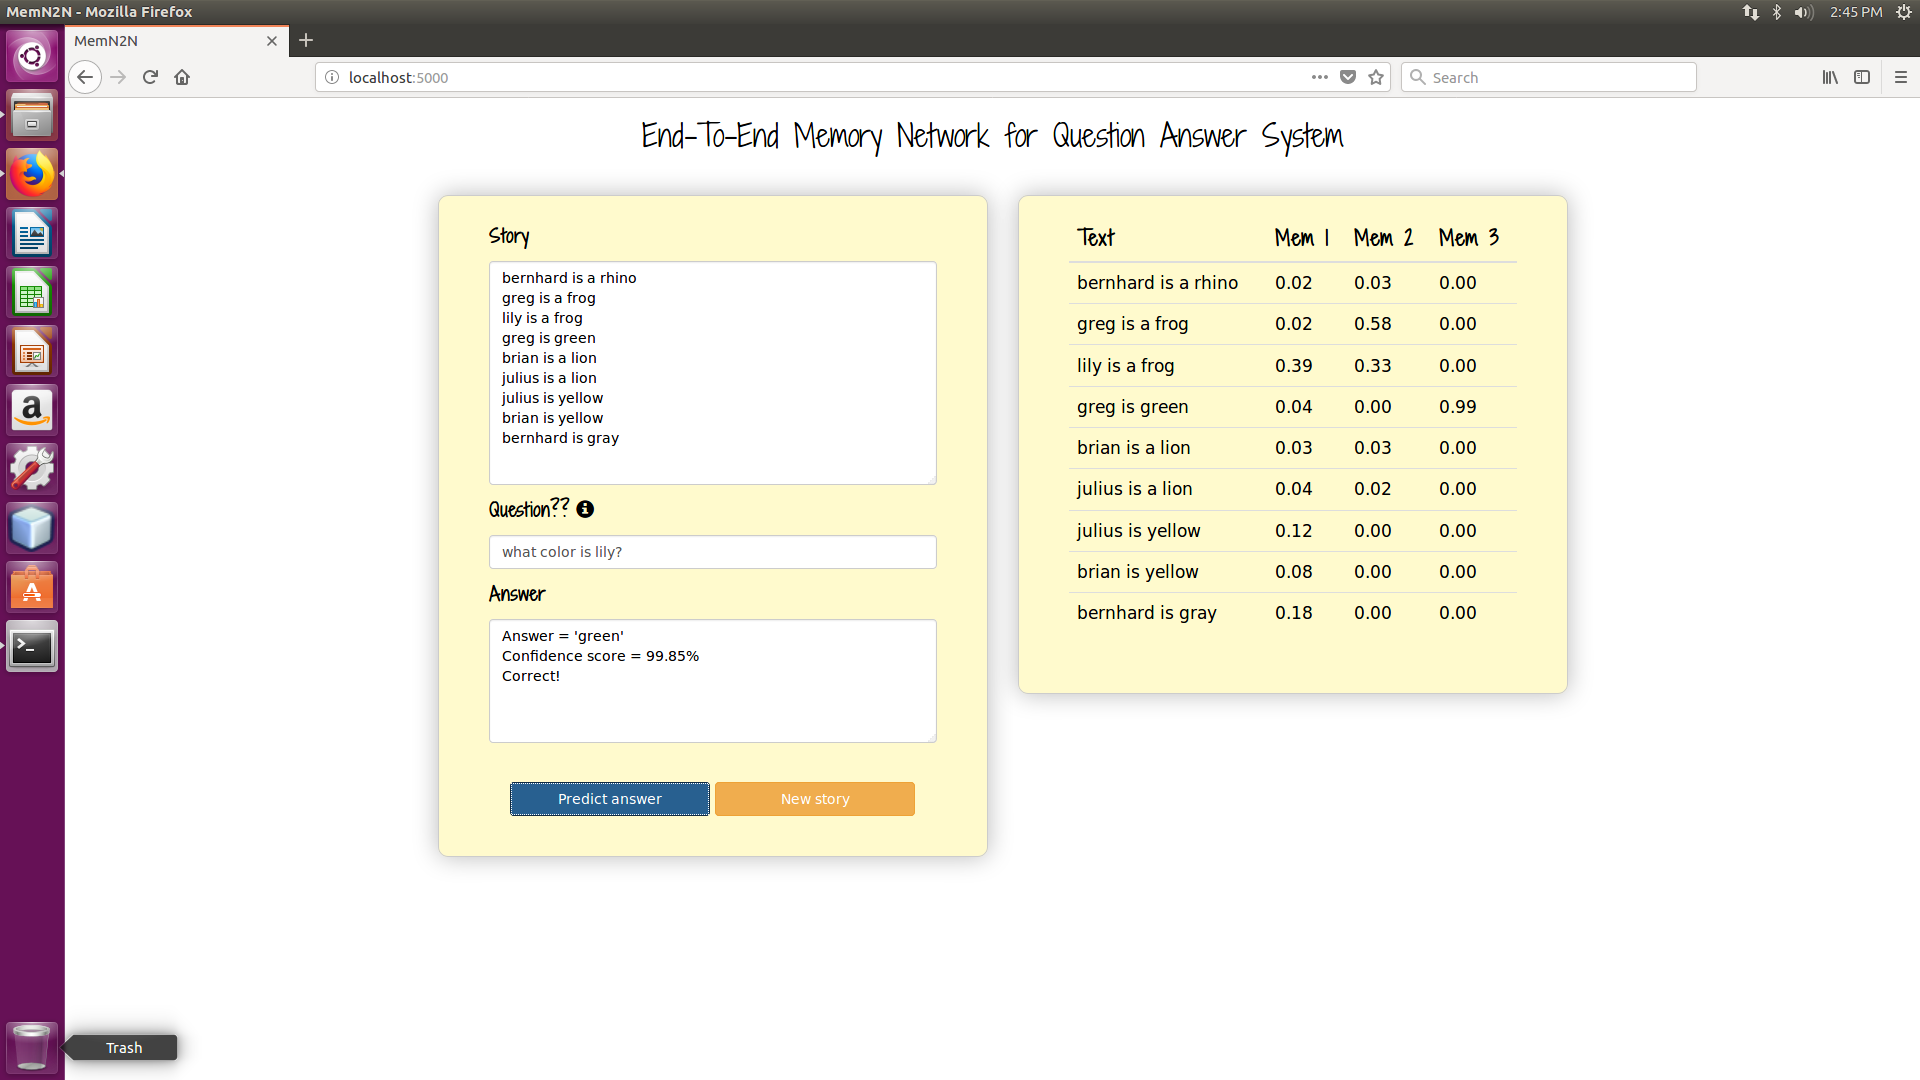 MemN2N - Mozilla Firefox
2:45 PM
MemN2N
localhost:5000
Search
End-To-End Memory Network for Question Answer System
Story
bernhard is a rhino
greg is a frog
lily is a frog
greg is green
brian is a lion
julius is a lion
julius is yellow
brian is yellow
bernhard is gray
Question??
what color is lily?
Answer
Answer = 'green'
Confidence score = 99.85%
Correct!
Predict answer New story
Text Mem 1 Mem 2 Mem 3
bernhard is a rhino 0.02 0.03 0.00
greg is a frog 0.02 0.58 0.00
lily is a frog 0.39 0.33 0.00
greg is green 0.04 0.00 0.99
brian is a lion 0.03 0.03 0.00
julius is a lion 0.04 0.02 0.00
julius is yellow 0.12 0.00 0.00
brian is yellow 0.08 0.00 0.00
bernhard is gray 0.18 0.00 0.00
Trash